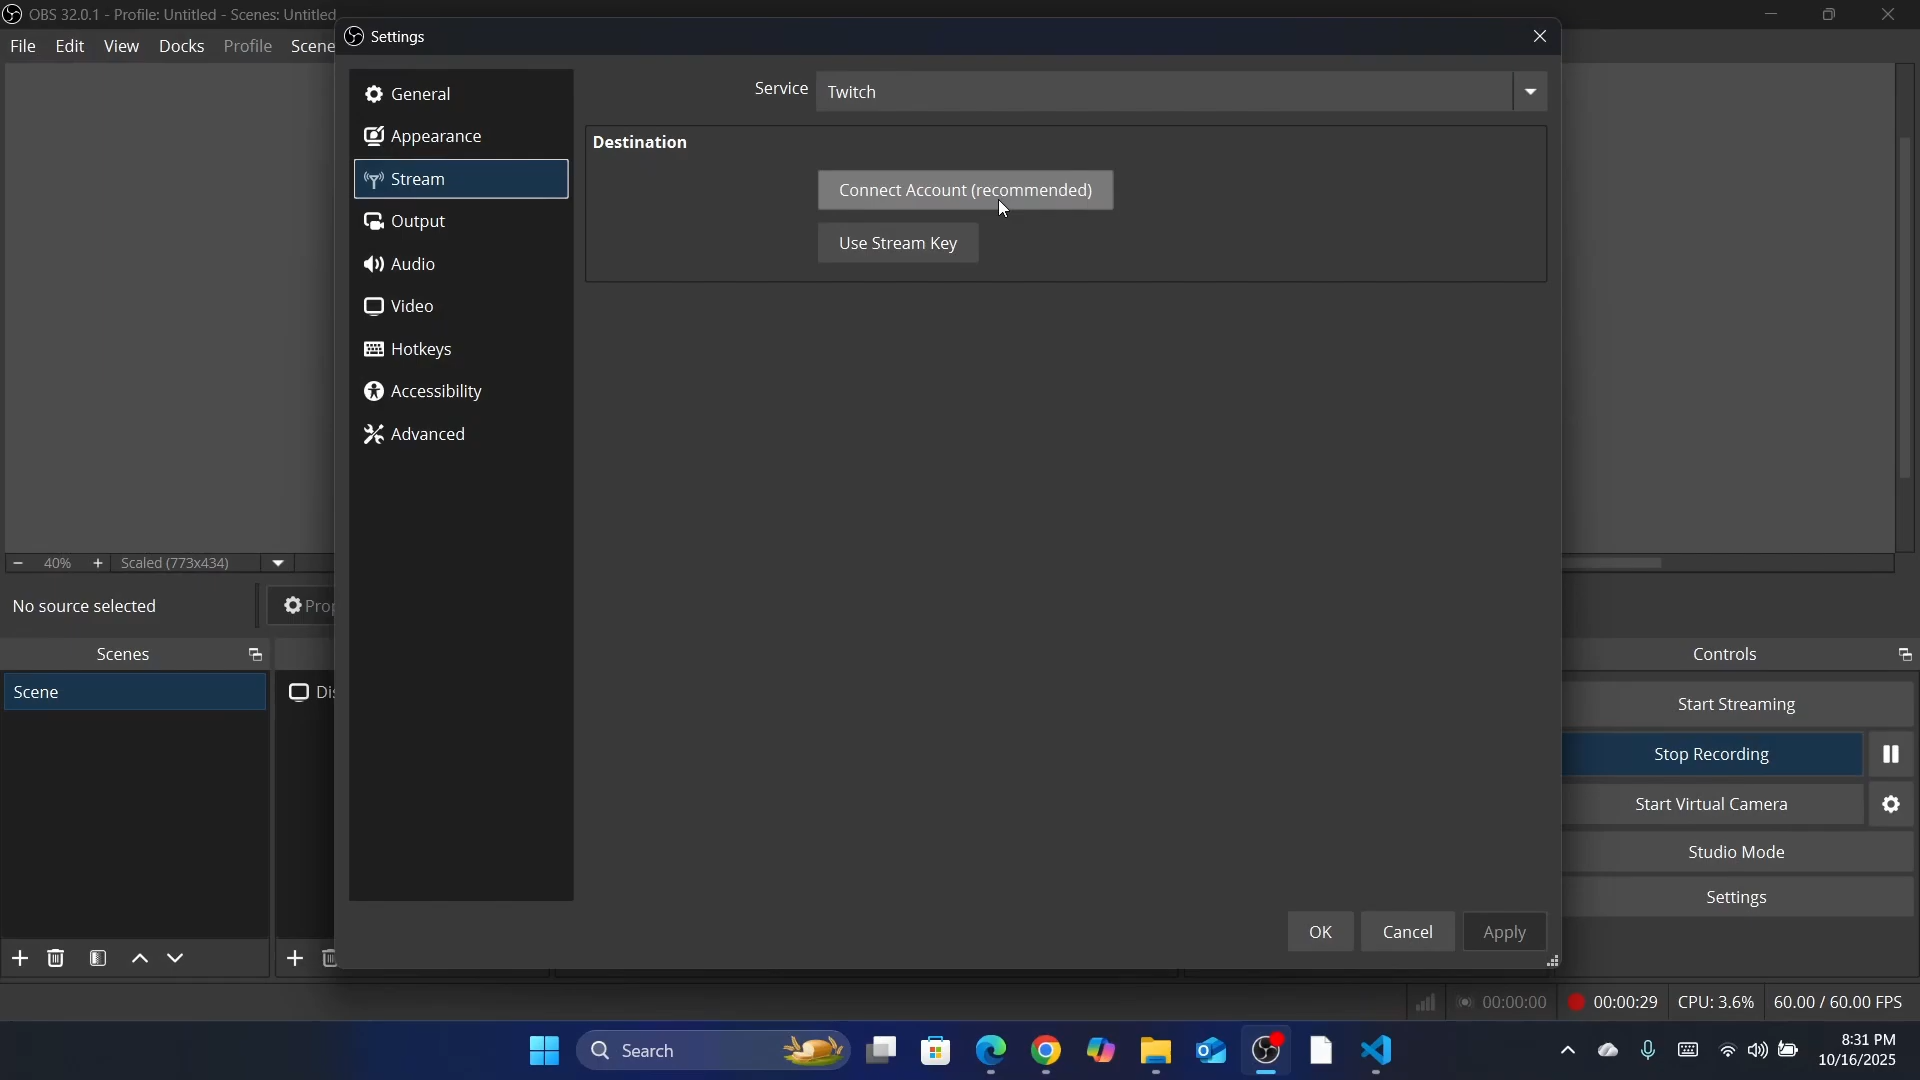 OBS 32.0.1 - Profile: Untitled - Scenes: Untitled
File Edit View Docks Profile Scene
Settings
General
Appearance
Stream
Output
Audio
Video
Hotkeys
Accessibility
Advanced
Service Twitch
Destination
Connect Account (recommended)
Use Stream Key
OK Cancel Apply
40% Scaled (773x434)
No source selected
Scenes
Scene
Controls
Start Streaming
Stop Recording
Start Virtual Camera
Studio Mode
Settings
00:00:00 00:00:29 CPU: 3.6% 60.00 / 60.00 FPS
Search
8:31 PM
10/16/2025